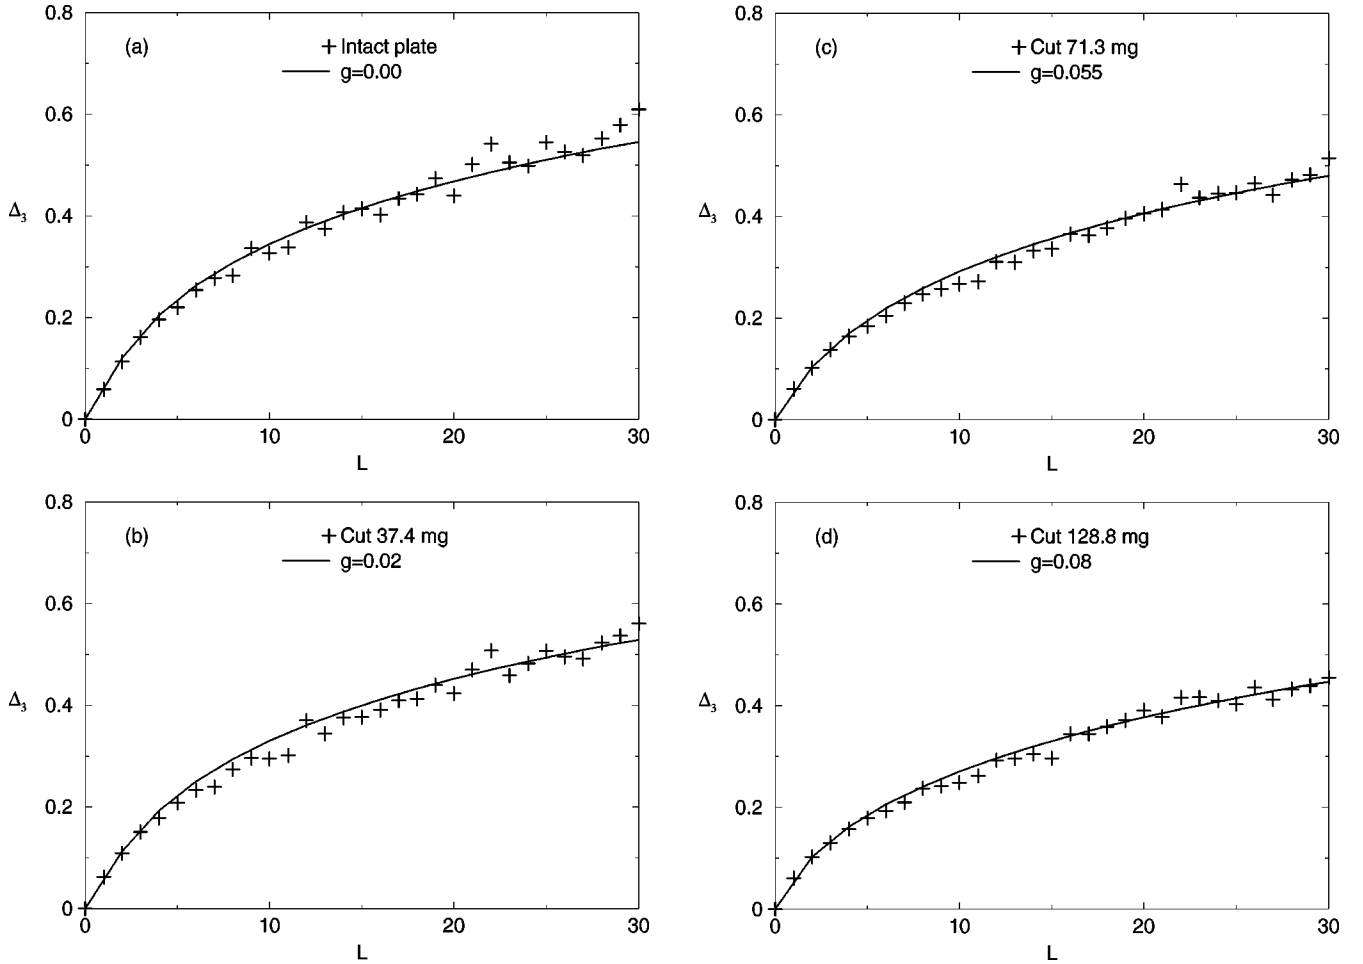 0.8
(a)
+ Intact plate
g=0.00
0.6
0.4
Δ₃
0.2
0
0 10 20 30
L
0.8
(c)
+ Cut 71.3 mg
g=0.055
0.6
0.4
Δ₃
0.2
0
0 10 20 30
L
0.8
(b)
+ Cut 37.4 mg
g=0.02
0.6
0.4
Δ₃
0.2
0
0 10 20 30
L
0.8
(d)
+ Cut 128.8 mg
g=0.08
0.6
0.4
Δ₃
0.2
0
0 10 20 30
L